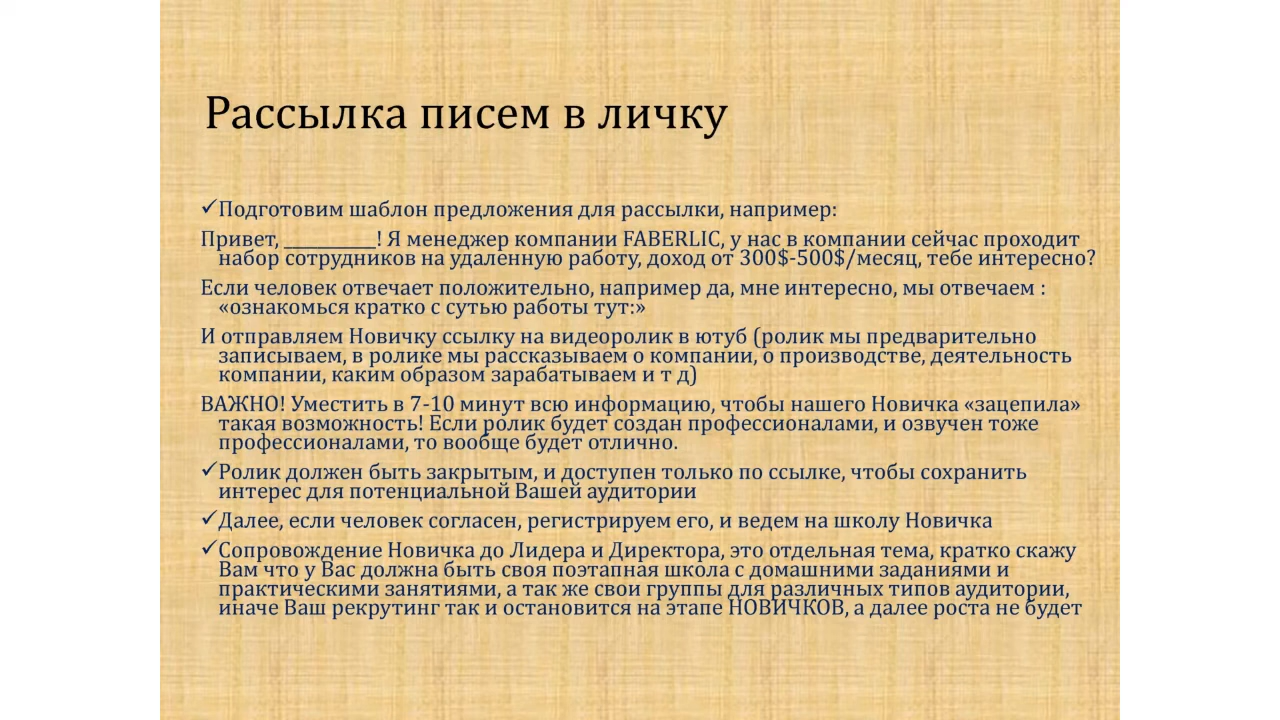 Рассылка писем в личку
✓Подготовим шаблон предложения для рассылки, например:
Привет, ___________! Я менеджер компании FABERLIC, у нас в компании сейчас проходит
набор сотрудников на удаленную работу, доход от 300$-500$/месяц, тебе интересно?
Если человек отвечает положительно, например да, мне интересно, мы отвечаем :
«ознакомься кратко с сутью работы тут:»
И отправляем Новичку ссылку на видеоролик в ютуб (ролик мы предварительно
записываем, в ролике мы рассказываем о компании, о производстве, деятельность
компании, каким образом зарабатываем и т д)
ВАЖНО! Уместить в 7-10 минут всю информацию, чтобы нашего Новичка «зацепила»
такая возможность! Если ролик будет создан профессионалами, и озвучен тоже
профессионалами, то вообще будет отлично.
✓Ролик должен быть закрытым, и доступен только по ссылке, чтобы сохранить
интерес для потенциальной Вашей аудитории
✓Далее, если человек согласен, регистрируем его, и ведем на школу Новичка
✓Сопровождение Новичка до Лидера и Директора, это отдельная тема, кратко скажу
Вам что у Вас должна быть своя поэтапная школа с домашними заданиями и
практическими занятиями, а так же свои группы для различных типов аудитории,
иначе Ваш рекрутинг так и остановится на этапе НОВИЧКОВ, а далее роста не будет